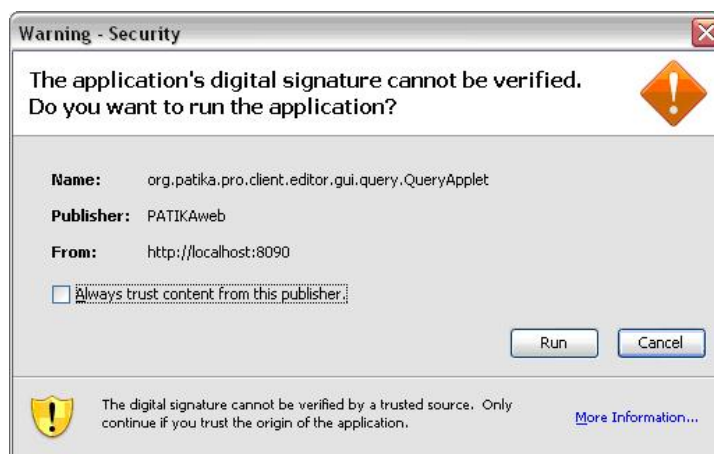 Warning - Security
The application's digital signature cannot be verified.
Do you want to run the application?
Name: org.patika.pro.client.editor.gui.query.QueryApplet
Publisher: PATIKAweb
From: http://localhost:8090
Always trust content from this publisher.
Run Cancel
The digital signature cannot be verified by a trusted source. Only
continue if you trust the origin of the application.
More Information...